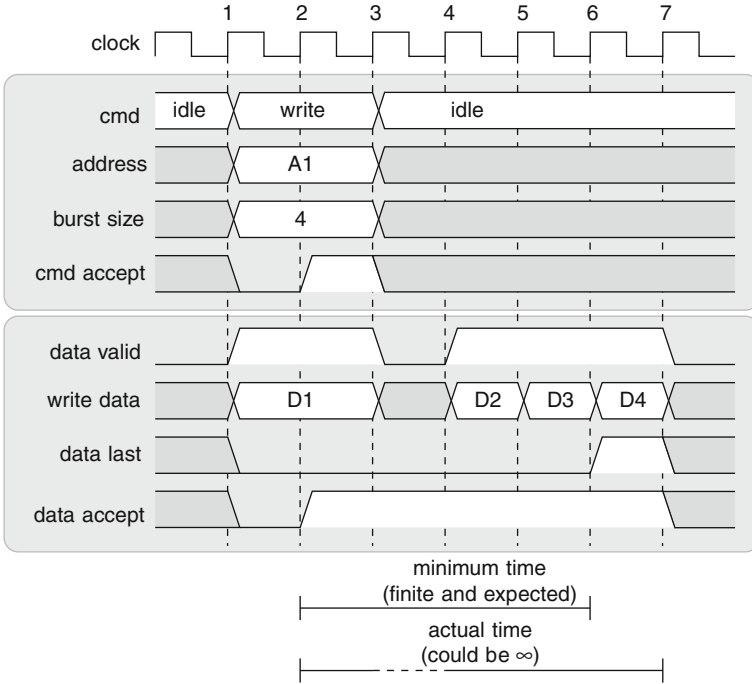 1 2 3 4 5 6 7
clock
cmd idle write idle
address A1
burst size 4
cmd accept
data valid
write data D1 D2 D3 D4
data last
data accept
minimum time
(finite and expected)
actual time
(could be ∞)